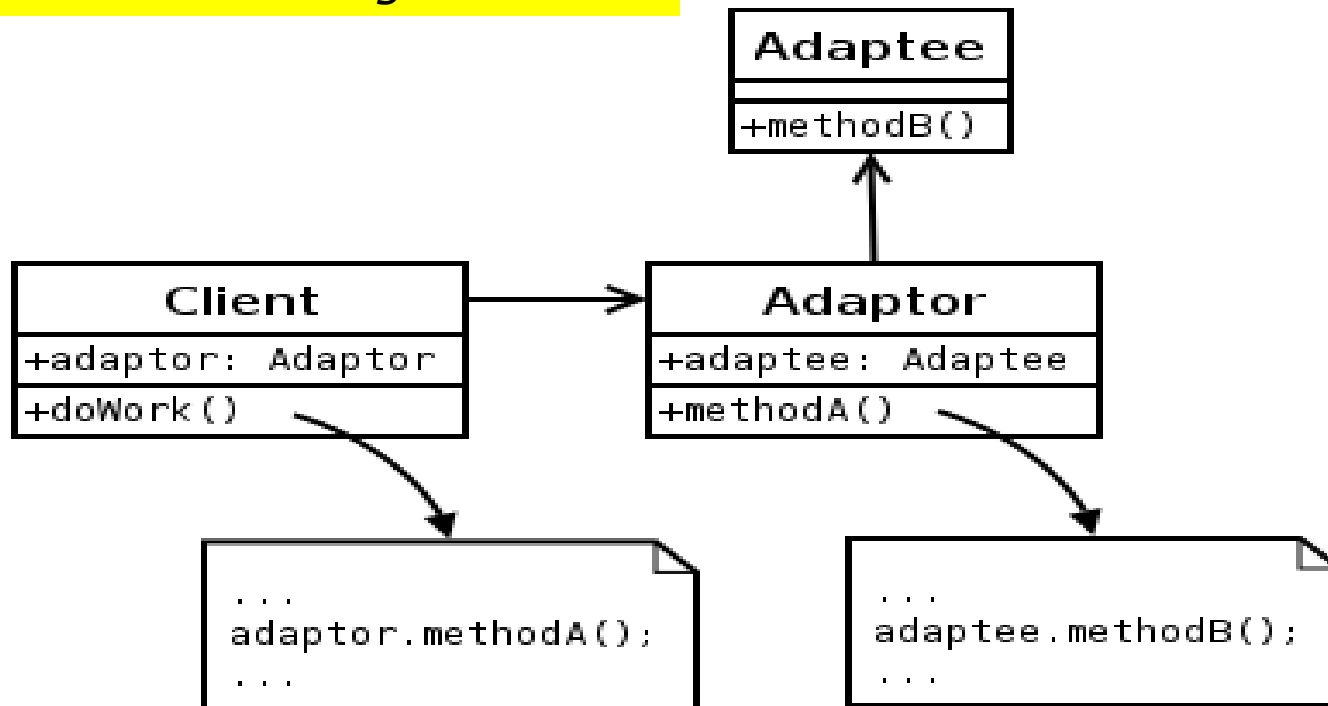 Adaptee
+methodB()
Client
+adaptor: Adaptor
+doWork()
Adaptor
+adaptee: Adaptee
+methodA()
...
adaptor.methodA();
...
...
adaptee.methodB();
...